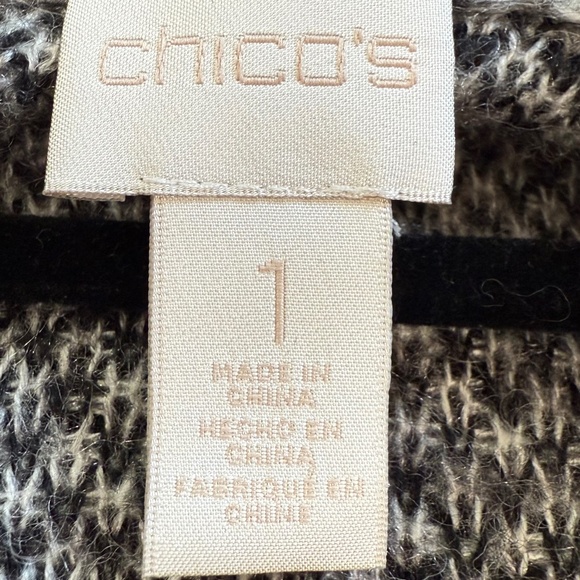 chico's
1
MADE IN
CHINA
HECHO EN
CHINA
FABRIQUÉ EN
CHINE